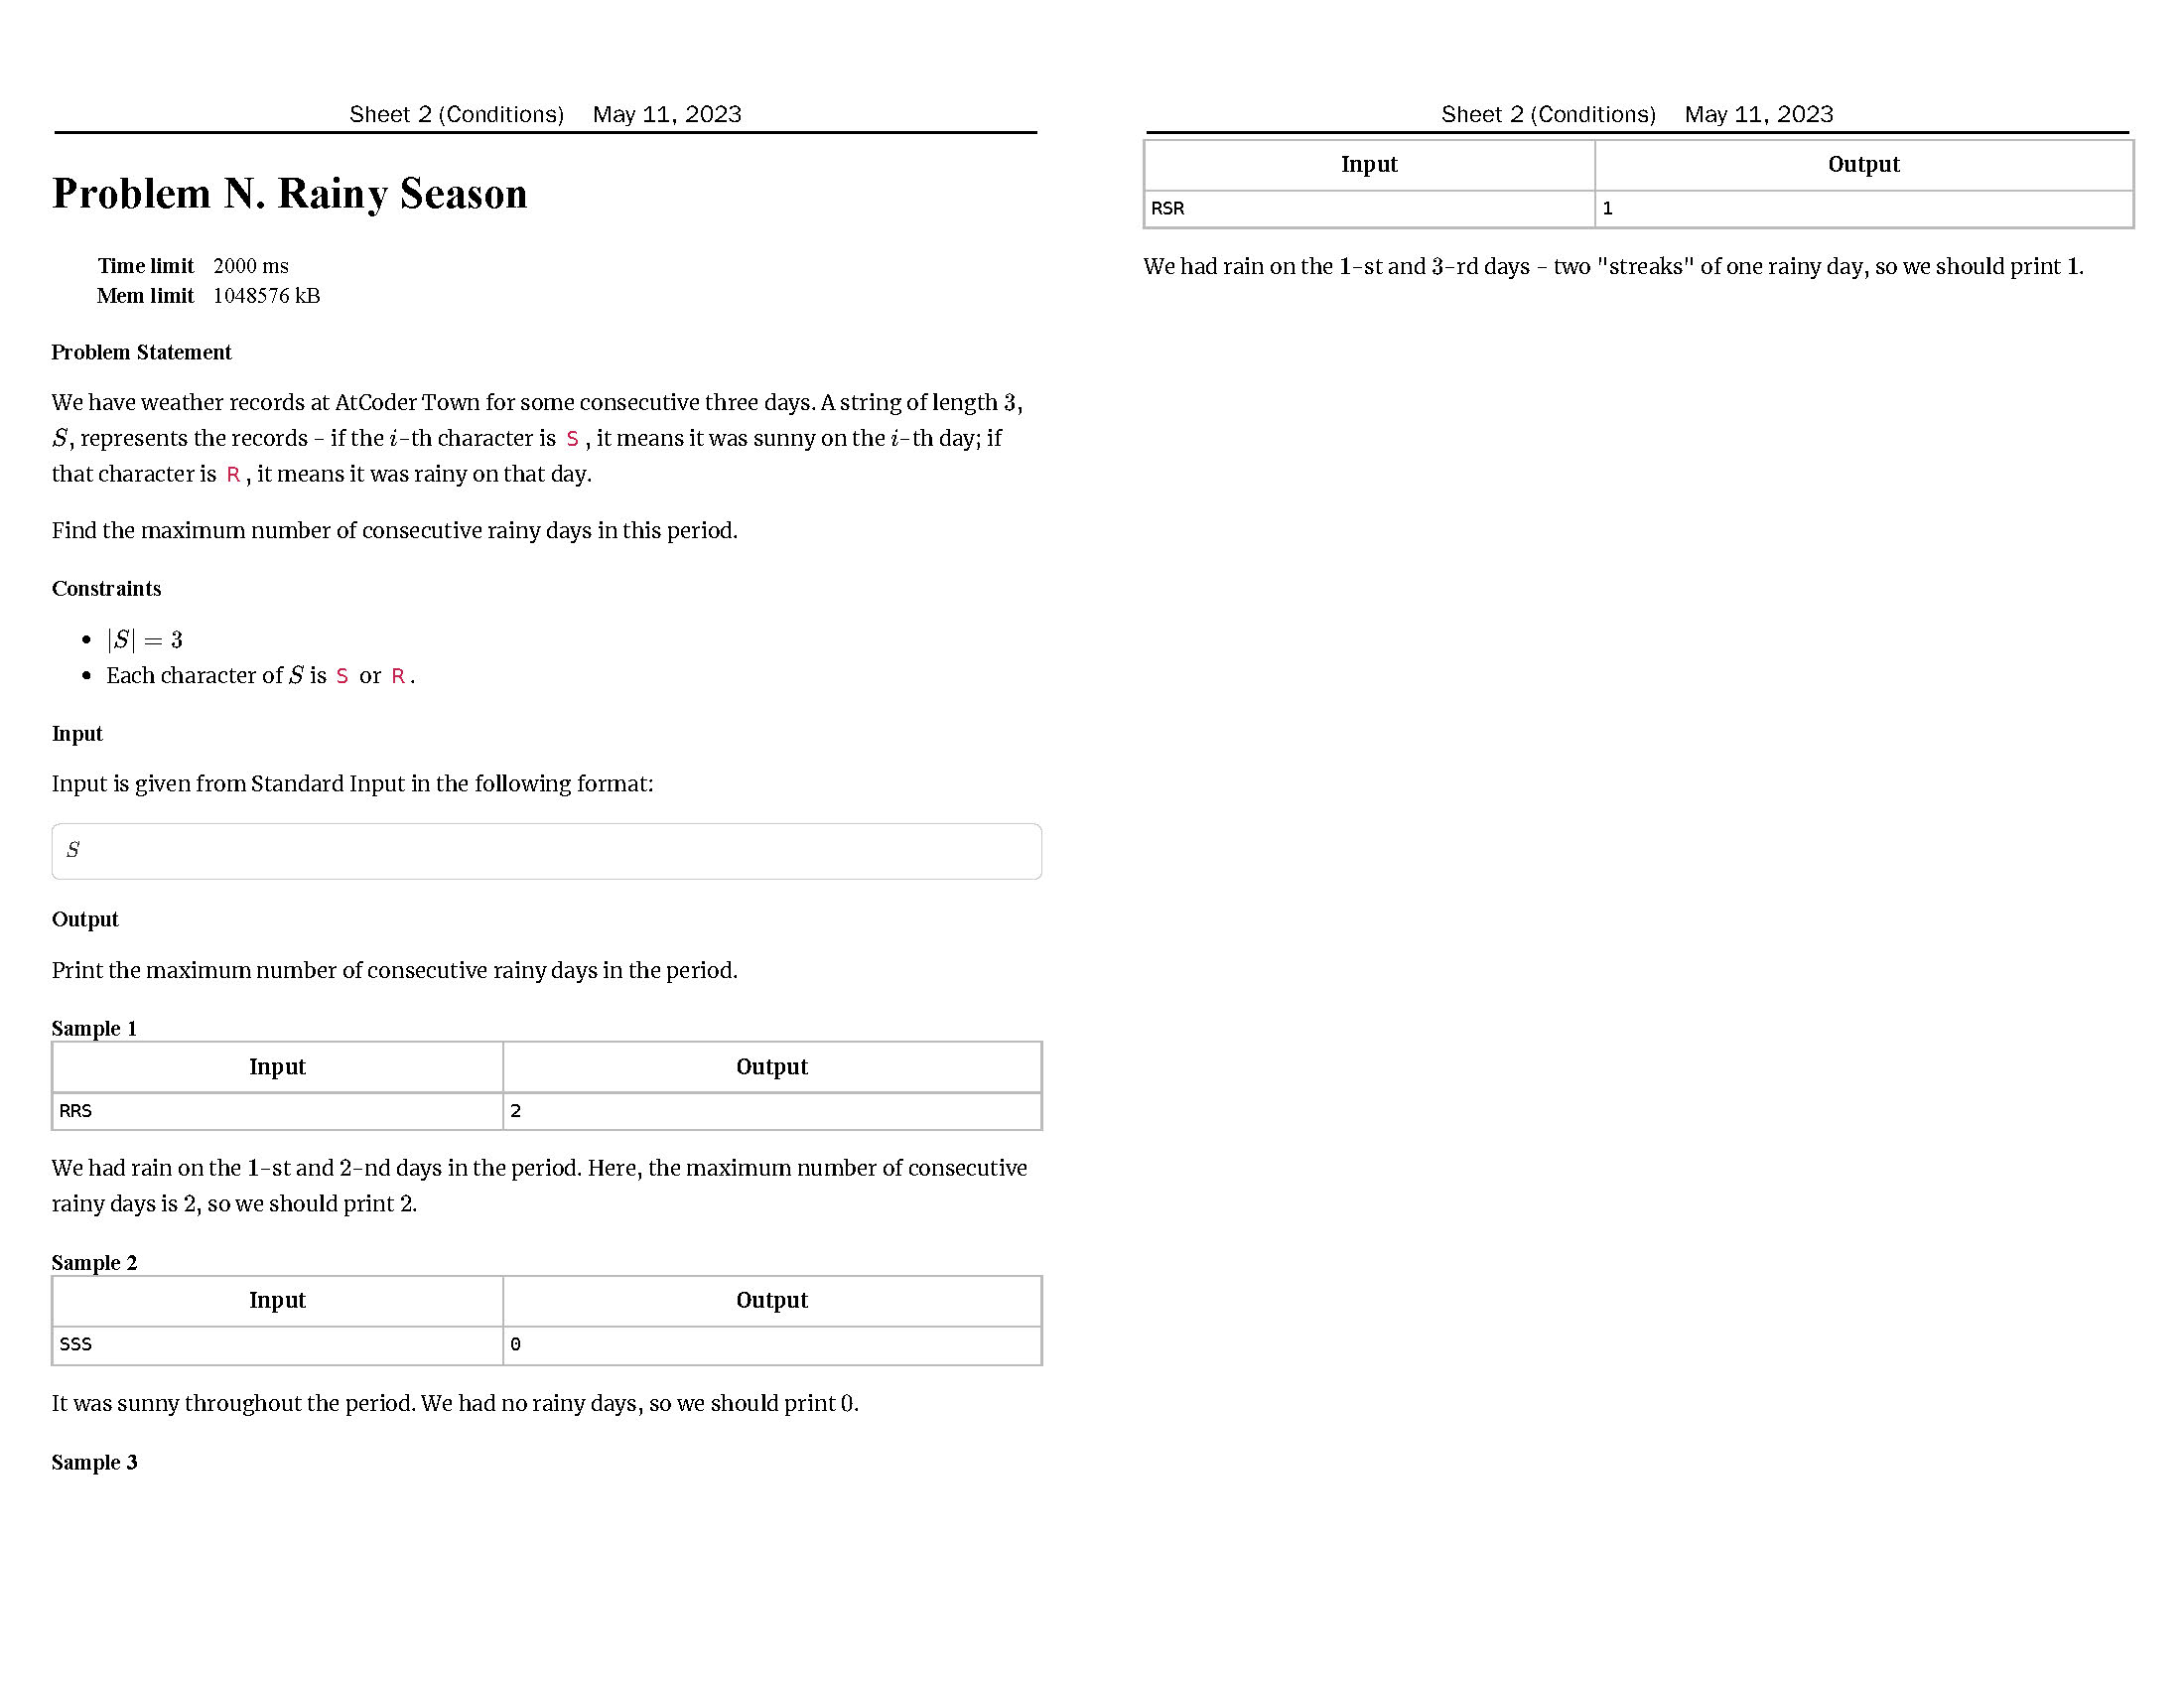 Sheet 2 (Conditions) May 11, 2023
Problem N. Rainy Season
Time limit 2000 ms
Mem limit 1048576 kB
Problem Statement
We have weather records at AtCoder Town for some consecutive three days. A string of length 3,
S, represents the records - if the i-th character is S, it means it was sunny on the i-th day; if
that character is R, it means it was rainy on that day.
Find the maximum number of consecutive rainy days in this period.
Constraints
• |S| = 3
• Each character of S is S or R.
Input
Input is given from Standard Input in the following format:
S
Output
Print the maximum number of consecutive rainy days in the period.
Sample 1
Input Output
RRS 2
We had rain on the 1-st and 2-nd days in the period. Here, the maximum number of consecutive
rainy days is 2, so we should print 2.
Sample 2
Input Output
SSS 0
It was sunny throughout the period. We had no rainy days, so we should print 0.
Sample 3
Sheet 2 (Conditions) May 11, 2023
Input Output
RSR 1
We had rain on the 1-st and 3-rd days - two "streaks" of one rainy day, so we should print 1.